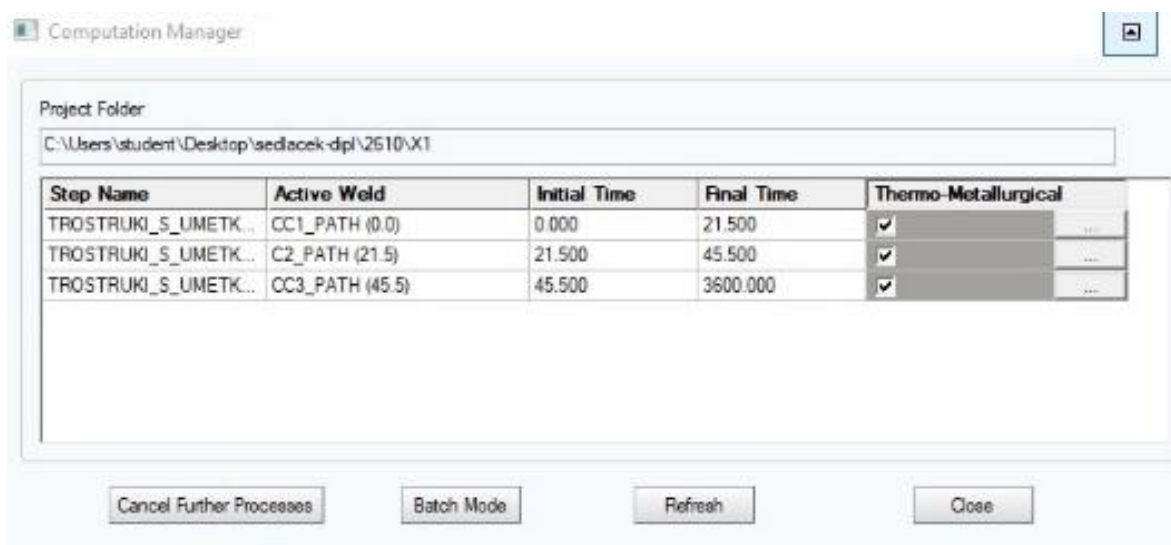 Computation Manager
Project Folder
C:\Users\student\Desktop\sedlacek-dipl\2610\X1
Step Name Active Weld Initial Time Final Time Thermo-Metallurgical
TROSTRUKI_S_UMETK... CC1_PATH (0.0) 0.000 21.500 ...
TROSTRUKI_S_UMETK... C2_PATH (21.5) 21.500 45.500 ...
TROSTRUKI_S_UMETK... CC3_PATH (45.5) 45.500 3600.000 ...
Cancel Further Processes Batch Mode Refresh Close